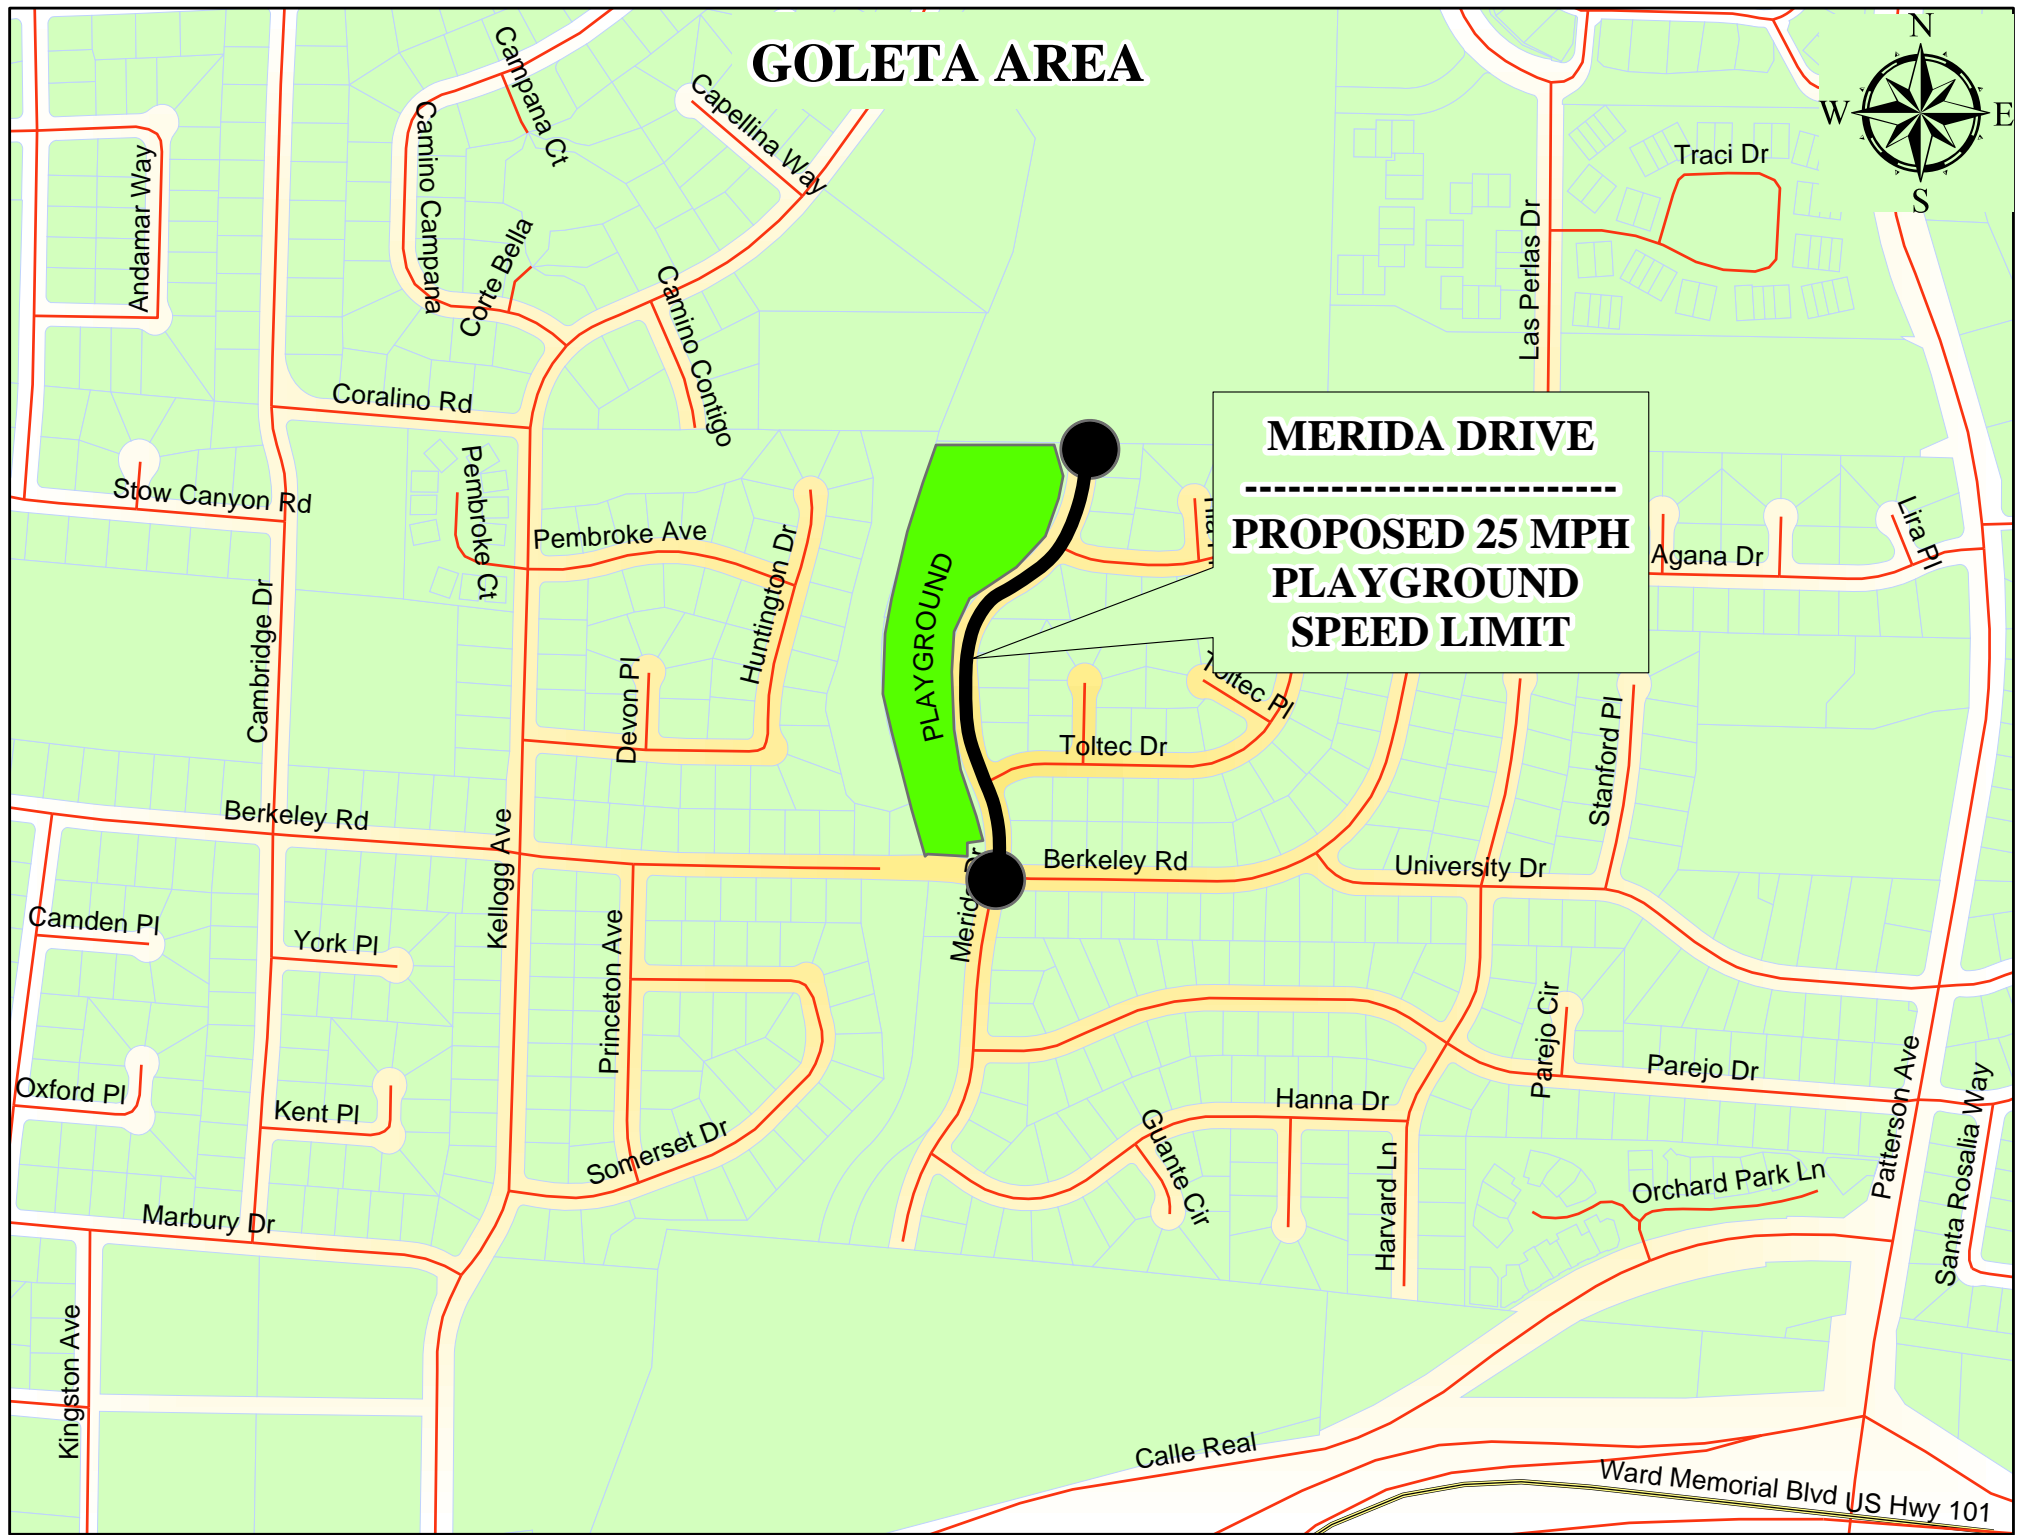 GOLETA AREA
N
W
E
S
Campana Ct
Capellina Way
Camino Campana
Andamar Way
Traci Dr
Corte Bella
Las Perlas Dr
Camino Contigo
Coralino Rd
MERIDA DRIVE
----------------------------
PROPOSED 25 MPH
PLAYGROUND
SPEED LIMIT
Stow Canyon Rd
Pembroke Ct
Pembroke Ave
Huntington Dr
Agana Dr
Lira Pl
Cambridge Dr
PLAYGROUND
Devon Pl
Toltec Pl
Toltec Dr
Stanford Pl
Berkeley Rd
Kellogg Ave
Berkeley Rd
University Dr
Camden Pl
York Pl
Princeton Ave
Parejo Cir
Parejo Dr
Patterson Ave
Santa Rosalia Way
Oxford Pl
Kent Pl
Hanna Dr
Guante Cir
Harvard Ln
Somerset Dr
Orchard Park Ln
Marbury Dr
Kingston Ave
Calle Real
Ward Memorial Blvd
US Hwy 101